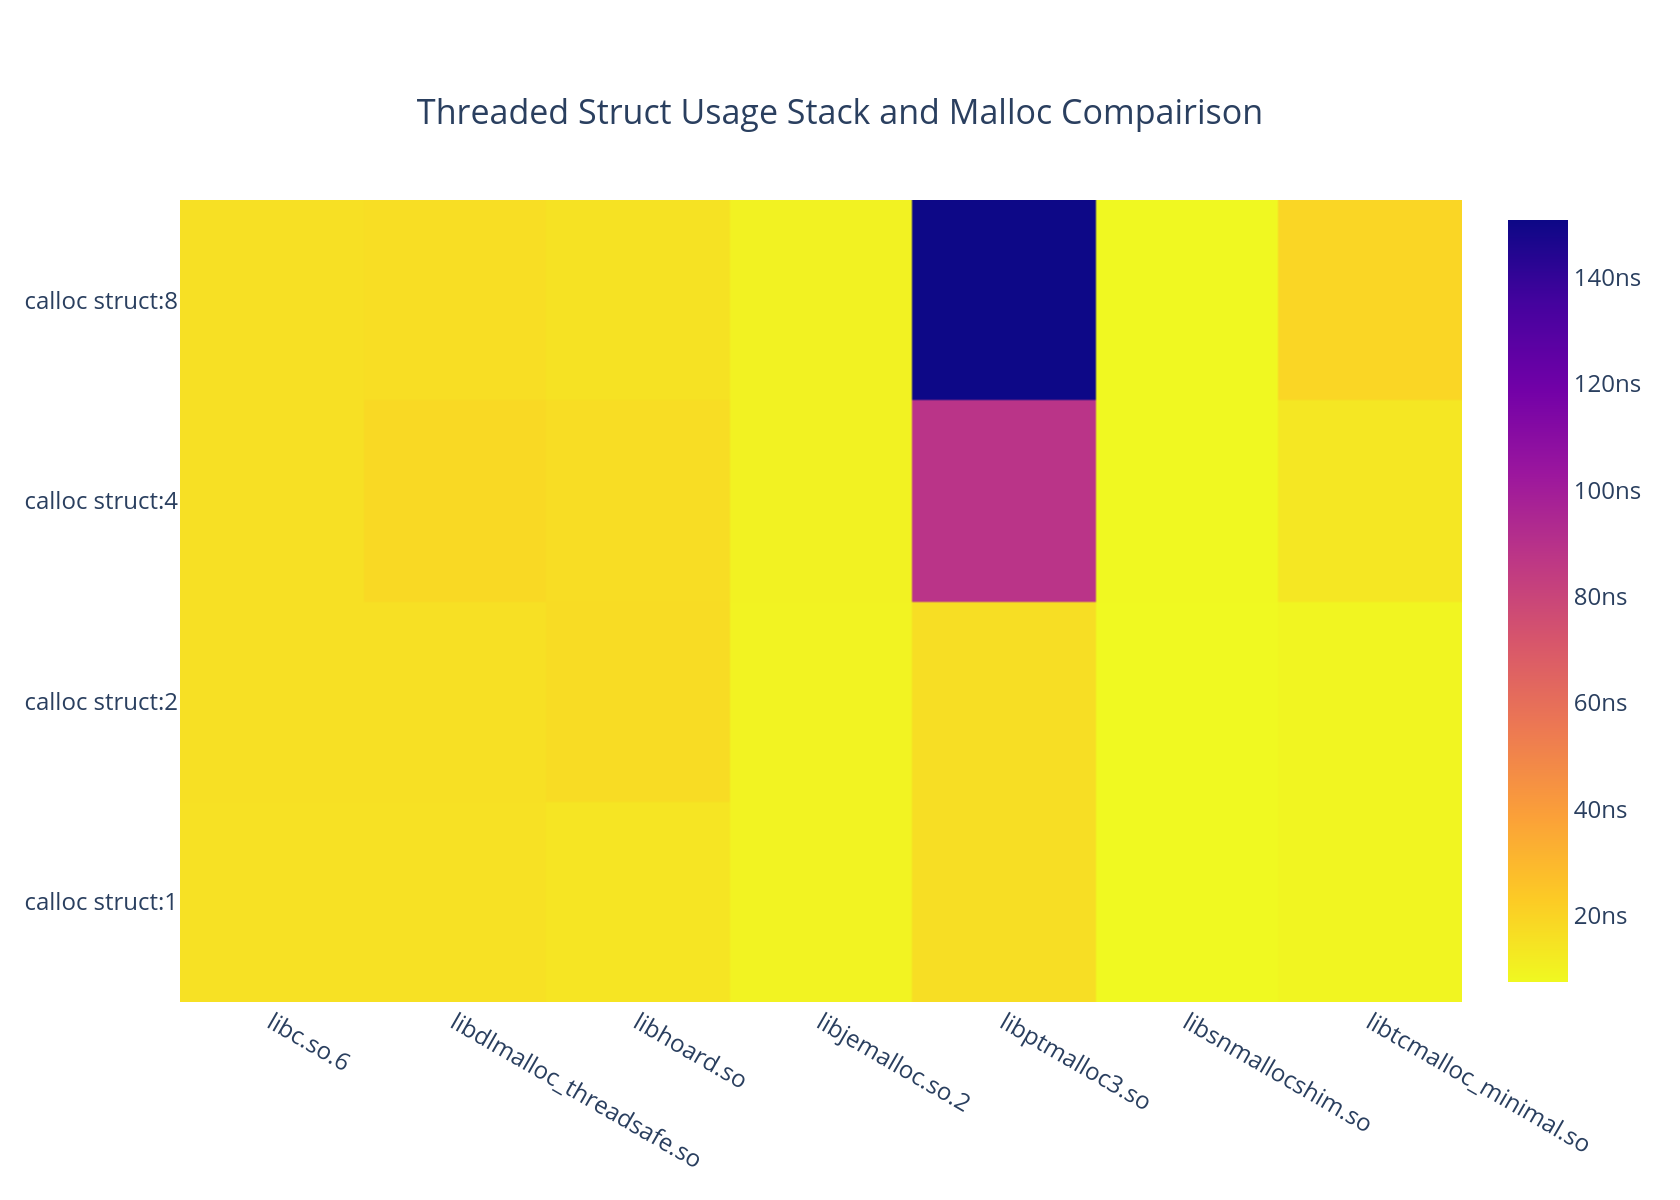 Threaded Struct Usage Stack and Malloc Compairison
calloc struct:8
calloc struct:4
calloc struct:2
calloc struct:1
libc.so.6
libdlmalloc_threadsafe.so
libhoard.so
libjemalloc.so.2
libptmalloc3.so
libsnmallocshim.so
libtcmalloc_minimal.so
140ns
120ns
100ns
80ns
60ns
40ns
20ns